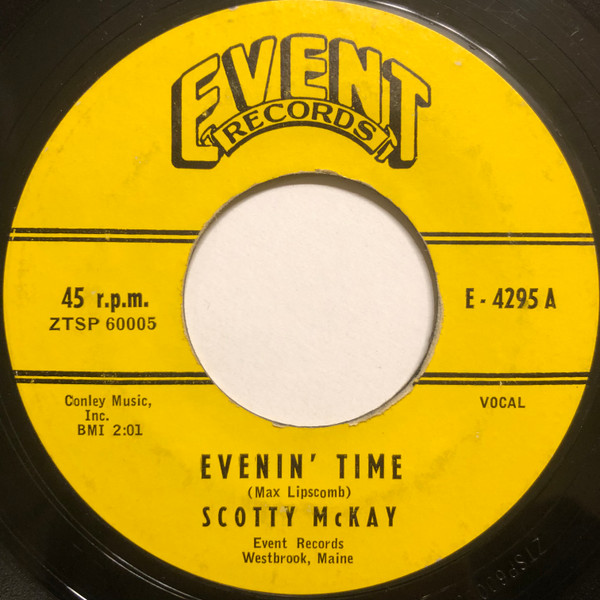 EVENT
RECORDS
45 r.p.m.
ZTSP 60005
E - 4295 A
Conley Music,
Inc.
BMI 2:01
VOCAL
EVENIN' TIME
(Max Lipscomb)
SCOTTY McKAY
Event Records
Westbrook, Maine